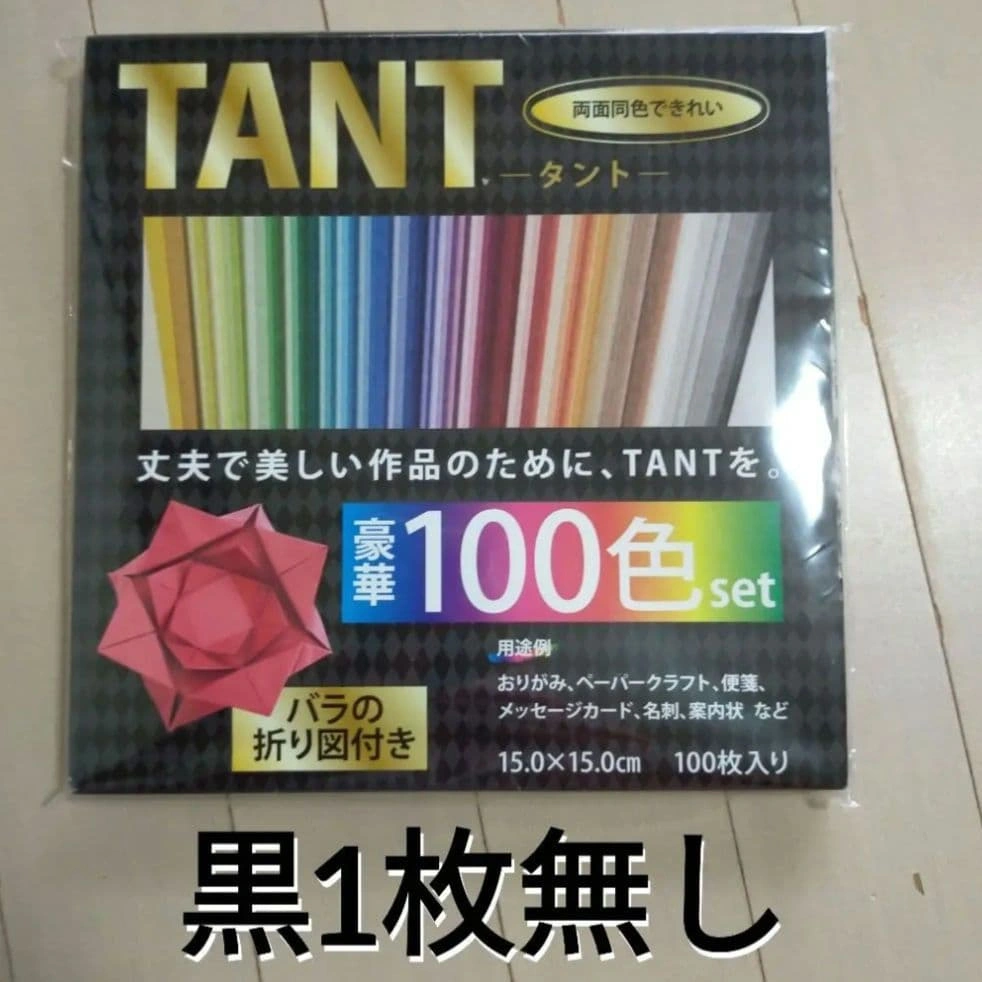 TANT
両面同色できれい
―タント―
丈夫で美しい作品のために、TANTを。
豪華100色set
用途例
おりがみ、ペーパークラフト、便箋、
メッセージカード、名刺、案内状 など
バラの
折り図付き
15.0×15.0㎝ 100枚入り
黒1枚無し